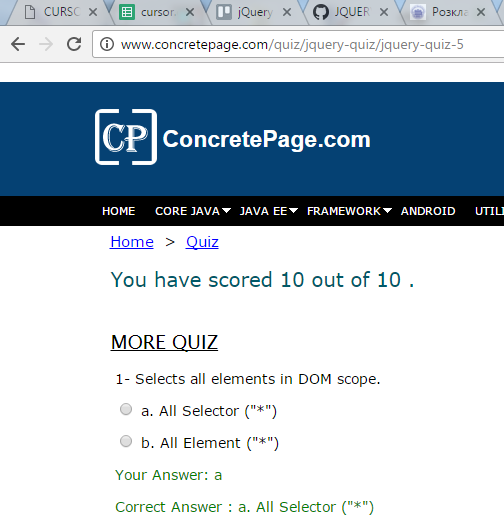 CURSC cursor. jQuery JQUER Розкла
www.concretepage.com/quiz/jquery-quiz/jquery-quiz-5
CP ConcretePage.com
HOME CORE JAVA JAVA EE FRAMEWORK ANDROID UTILI
Home > Quiz
You have scored 10 out of 10 .
MORE QUIZ
1- Selects all elements in DOM scope.
a. All Selector ("*")
b. All Element ("*")
Your Answer: a
Correct Answer : a. All Selector ("*")